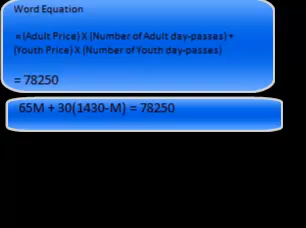 Word Equation
=(Adult Price) X (Number of Adult day-passes) +
(Youth Price) X (Number of Youth day-passes)
= 78250
65M + 30(1430-M) = 78250